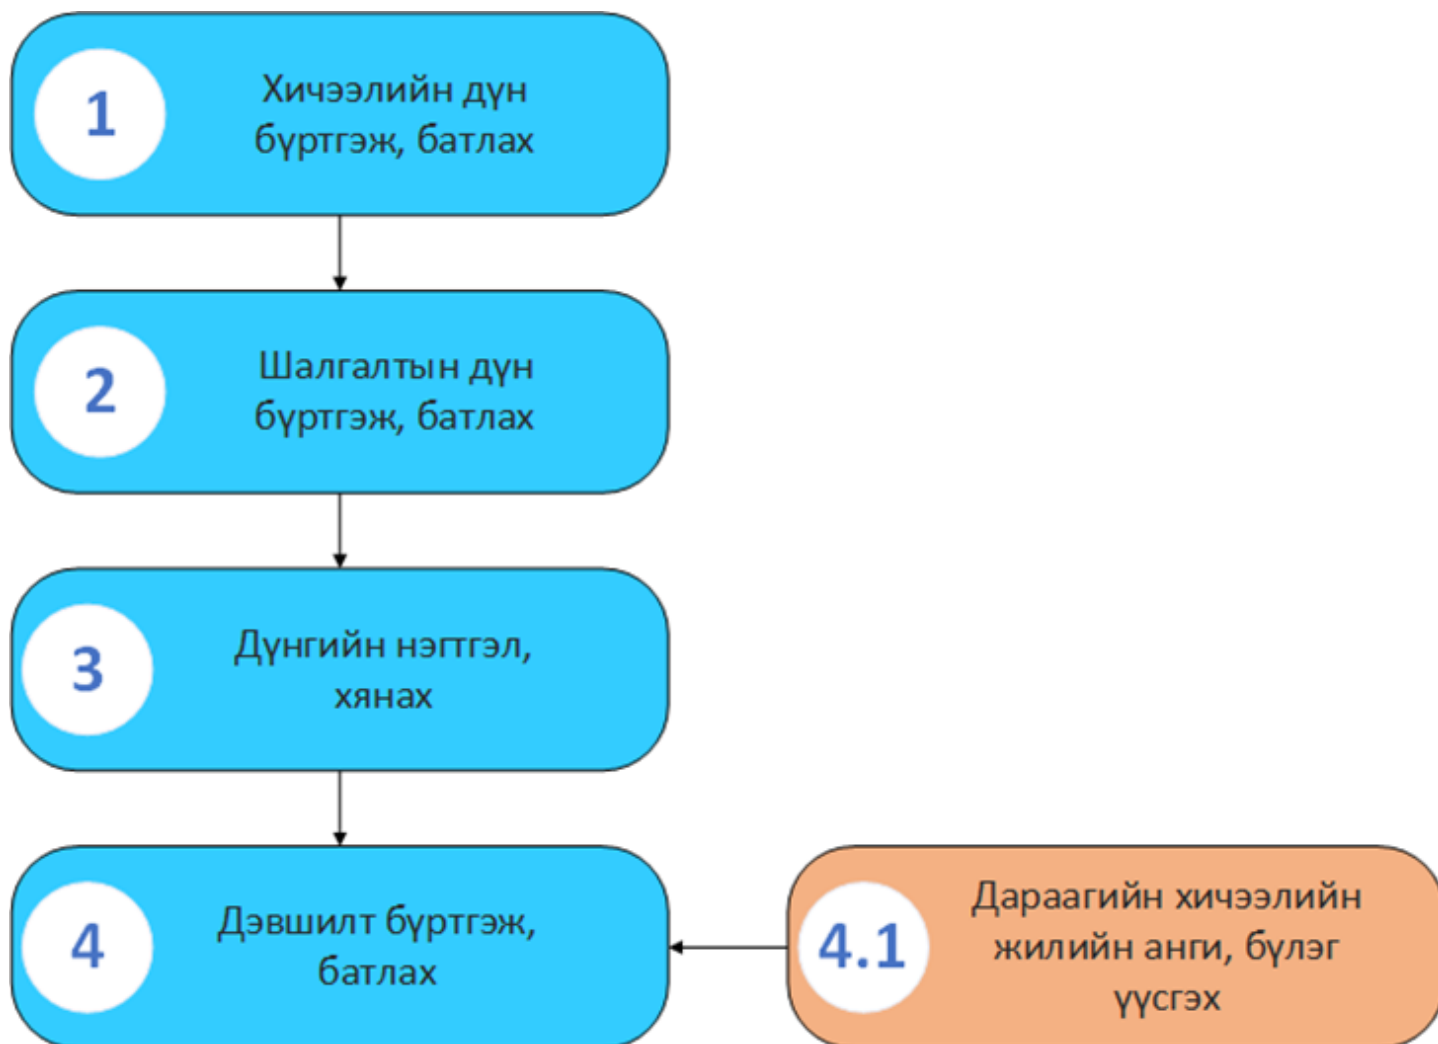 1
Хичээлийн дүн
бүртгэж, батлах
2
Шалгалтын дүн
бүртгэж, батлах
3
Дүнгийн нэгтгэл,
хянах
4
Дэвшилт бүртгэж,
батлах
4.1
Дараагийн хичээлийн
жилийн анги, бүлэг
үүсгэх